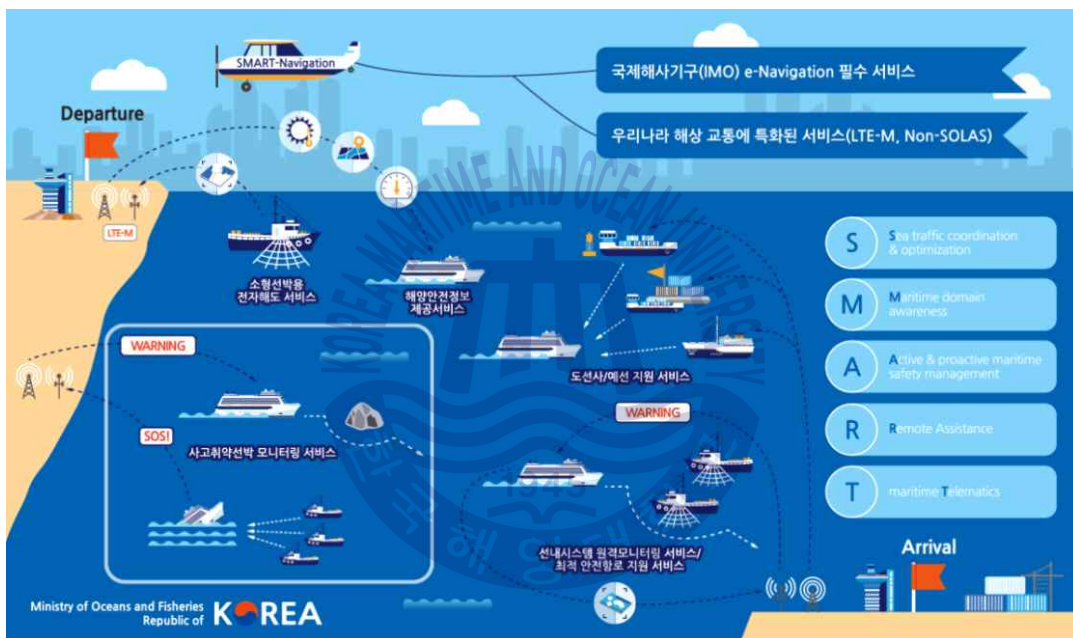 SMART-Navigation
국제해사기구(IMO) e-Navigation 필수 서비스
우리나라 해상 교통에 특화된 서비스(LTE-M, Non-SOLAS)
Departure
LTE-M
소형선박용
전자해도 서비스
해양안전정보
제공서비스
도선사/예선 지원 서비스
WARNING
SOS!
사고취약선박 모니터링 서비스
WARNING
선내시스템 원격모니터링 서비스/
최적 안전항로 지원 서비스
S
Sea traffic coordination
& optimization
M
Maritime domain
awareness
A
Active & proactive maritime
safety management
R
Remote Assistance
T
maritime Telematics
Arrival
Ministry of Oceans and Fisheries
Republic of KOREA
KOREA MARITIME AND OCEAN UNIVERSITY
1945